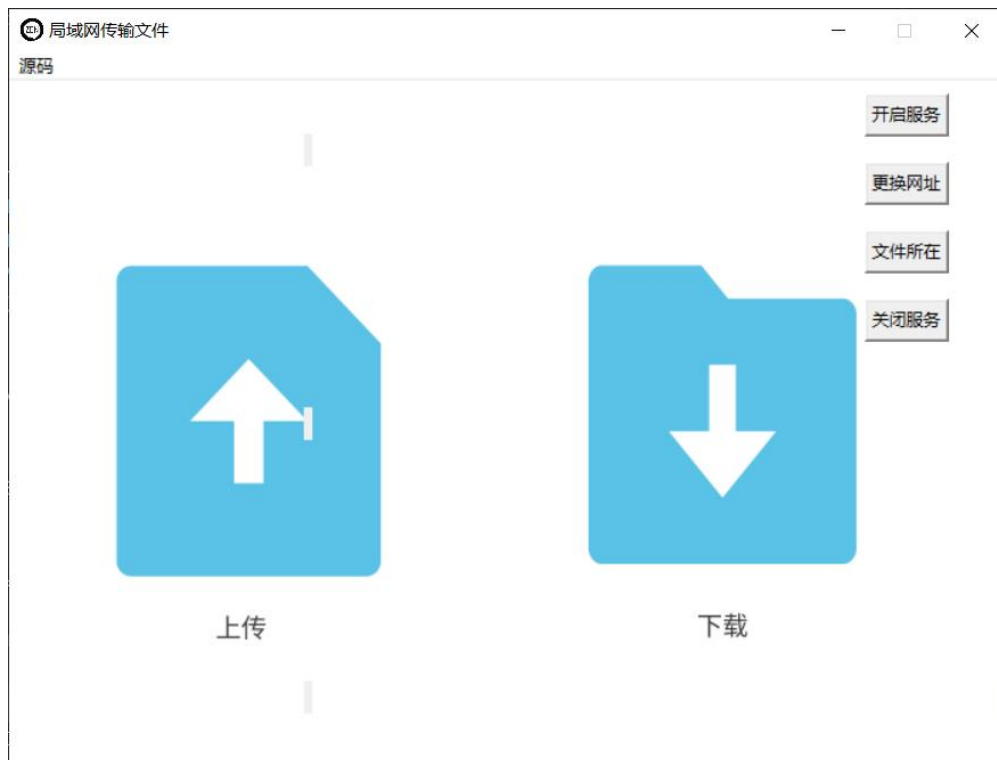 局域网传输文件
源码
开启服务
更换网址
文件所在
关闭服务
上传
下载